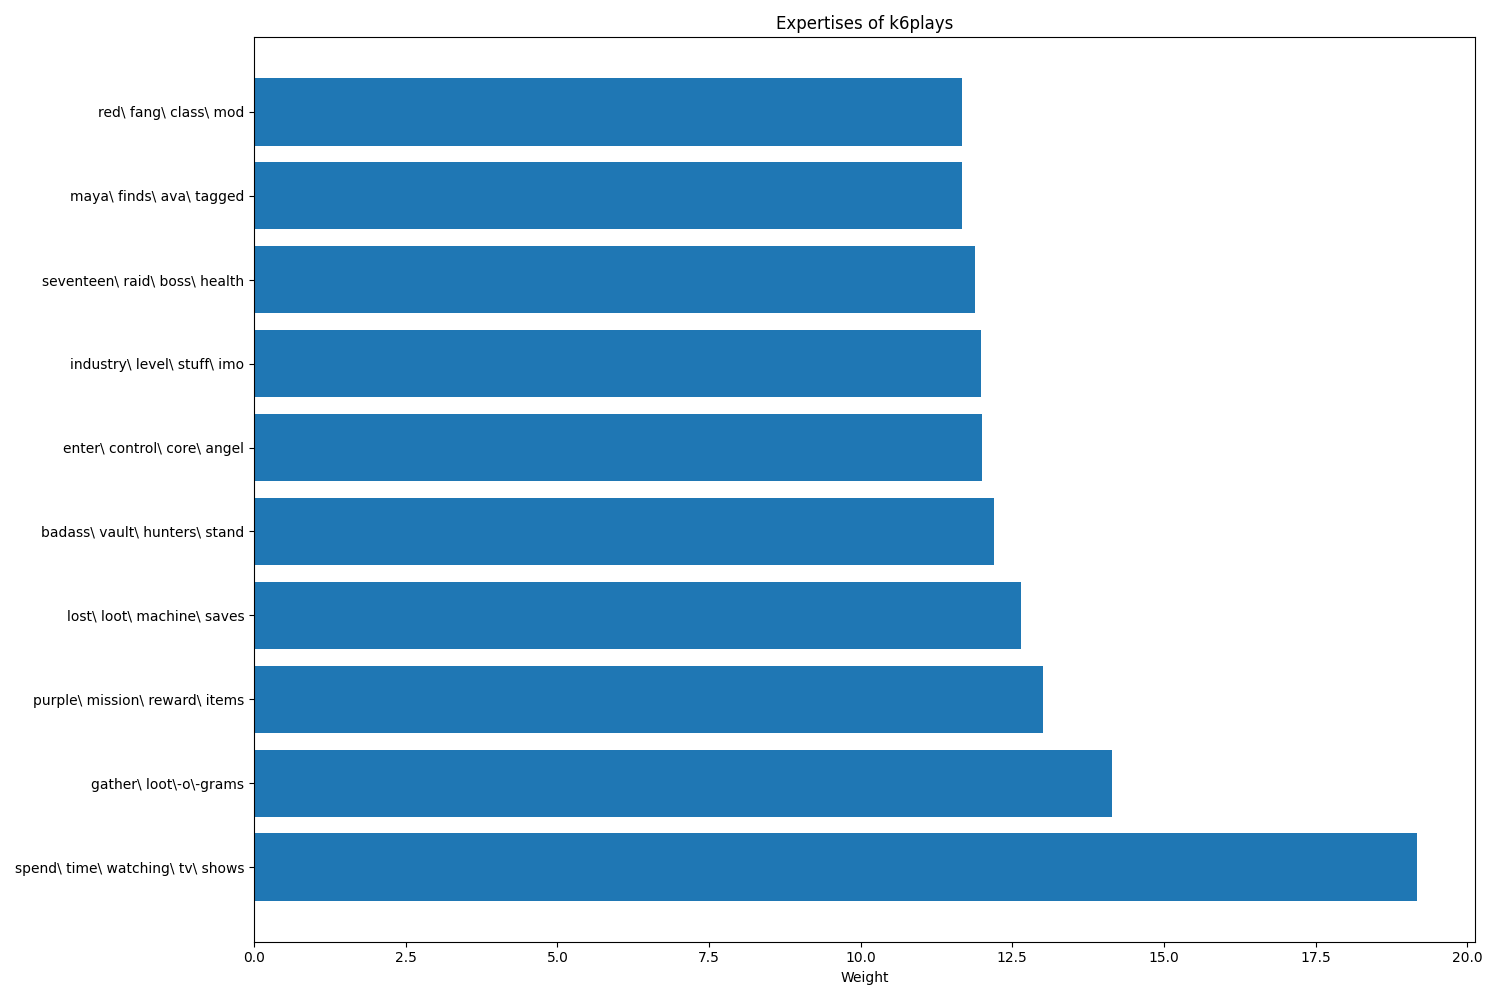 Expertises of k6plays
red\ fang\ class\ mod
maya\ finds\ ava\ tagged
seventeen\ raid\ boss\ health
industry\ level\ stuff\ imo
enter\ control\ core\ angel
badass\ vault\ hunters\ stand
lost\ loot\ machine\ saves
purple\ mission\ reward\ items
gather\ loot\-o\-grams
spend\ time\ watching\ tv\ shows
0.0 2.5 5.0 7.5 10.0 12.5 15.0 17.5 20.0
Weight